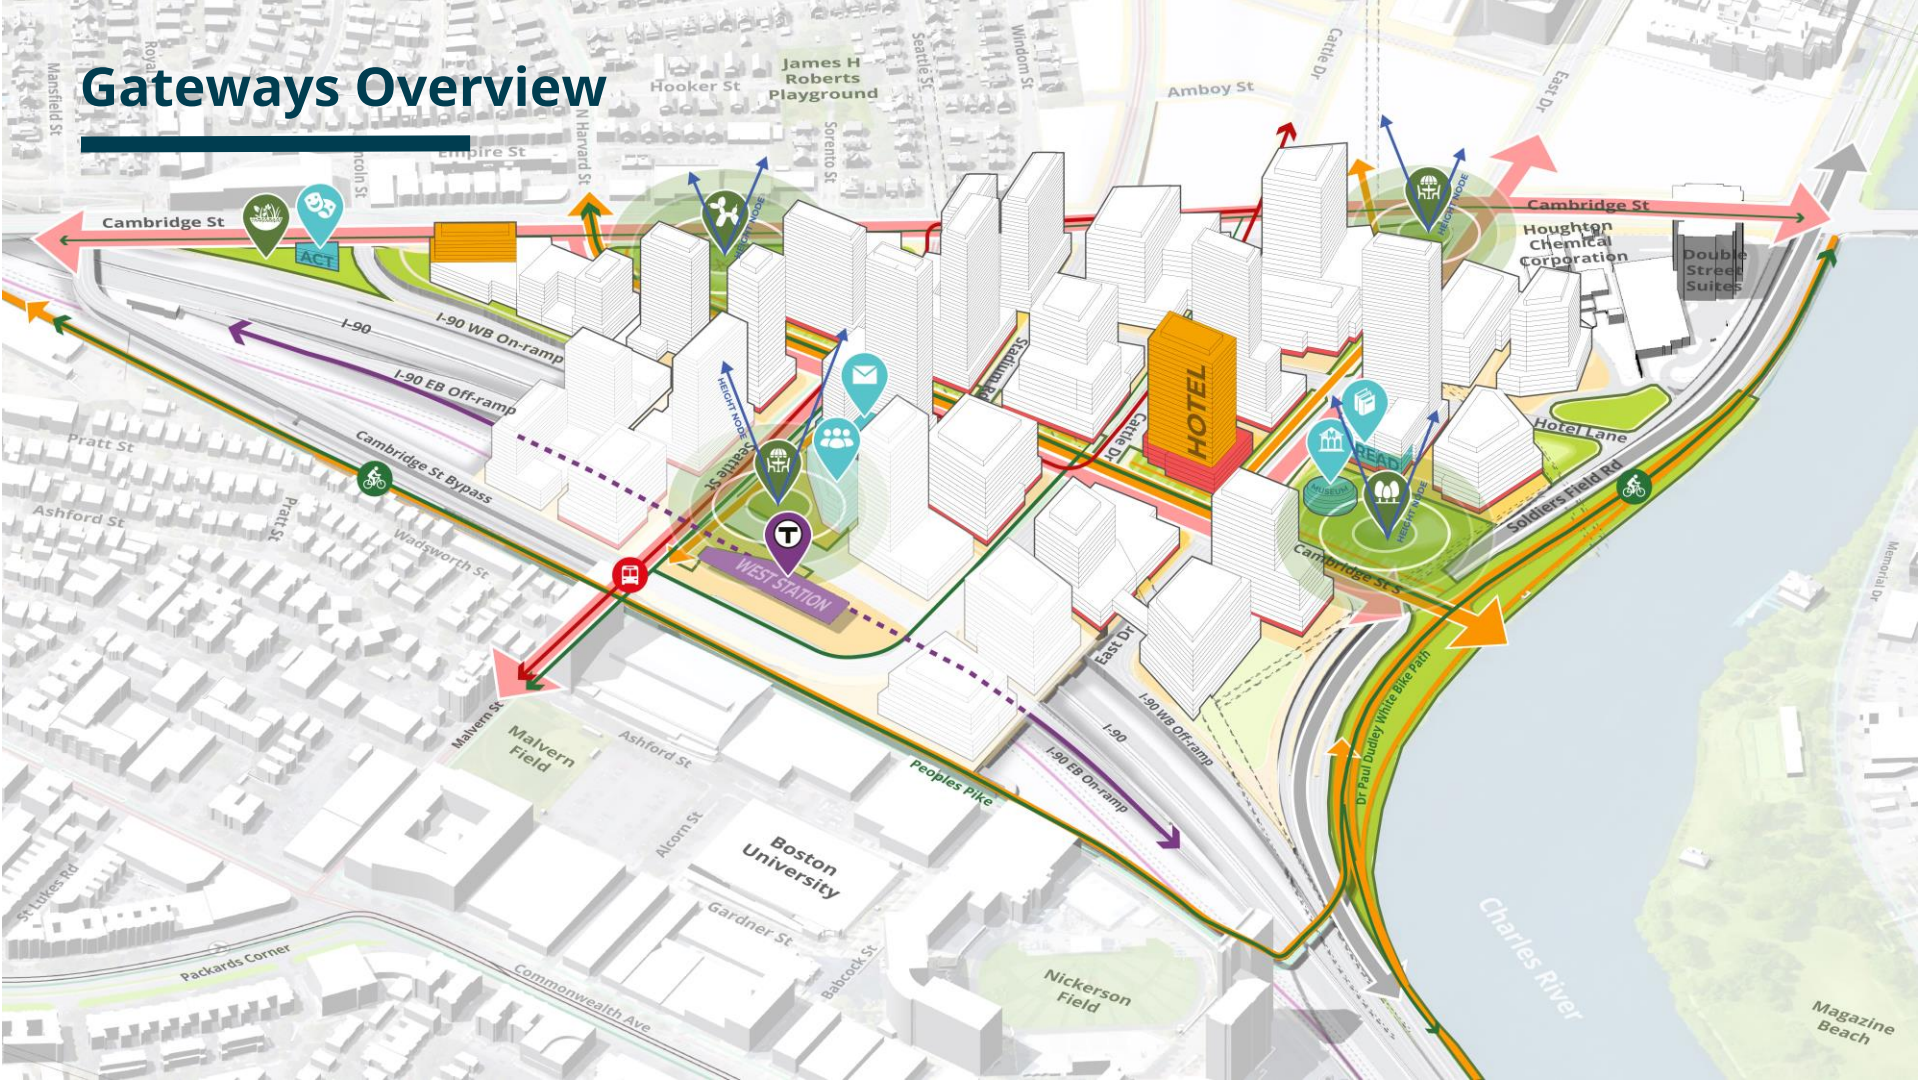 Gateways Overview
Mansfield St
N Harvard St
Hooker St
James H
Roberts
Playground
Sorrento St
Seattle St
Windom St
Amboy St
Cattle Dr
East Dr
Empire St
Cambridge St
ACT
HEIGHT NODE
HEIGHT NODE
Cambridge St
Houghton
Chemical
Corporation
Double
Street
Suites
I-90
I-90 WB On-ramp
I-90 EB Off-ramp
Cambridge St Bypass
Stadium Rd
Cattle Dr
HOTEL
HEIGHT NODE
Seattle St
READ
MUSEUM
HEIGHT NODE
Hotel Lane
Soldiers Field Rd
Pratt St
Ashford St
Pratt St
Wadsworth St
T
WEST STATION
Cambridge St S
Memorial Dr
East Dr
Malvern St
Malvern
Field
Ashford St
Peoples Pike
I-90
I-90 WB Off-ramp
I-90 EB On-ramp
Dr Paul Dudley White Bike Path
Alcorn St
Boston
University
Gardner St
Babcock St
St Lukes Rd
Packards Corner
Commonwealth Ave
Nickerson
Field
Charles River
Magazine
Beach